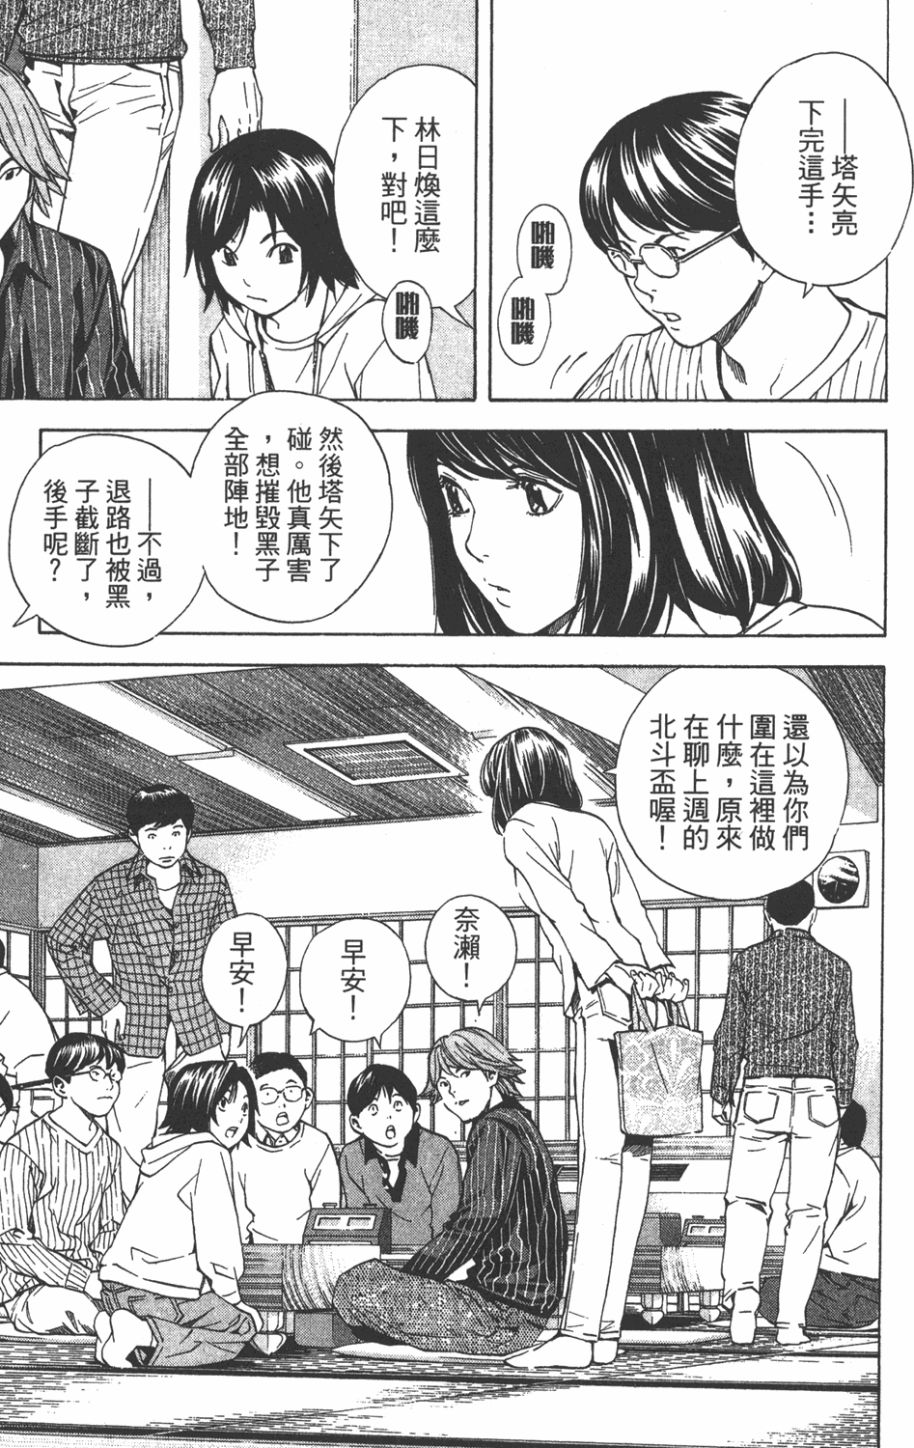 ——塔矢亮
下完這手…
啪嘰
啪嘰
林日煥這麼
下，對吧！
啪嘰
然後塔矢下了
碰。他真厲害
，想摧毀黑子
全部陣地！
——不過，
退路也被黑
子截斷了，
後手呢？
還以為你們
圍在這裡做
什麼，原來
在聊上週的
北斗盃喔！
奈瀨！
早安！
早安！